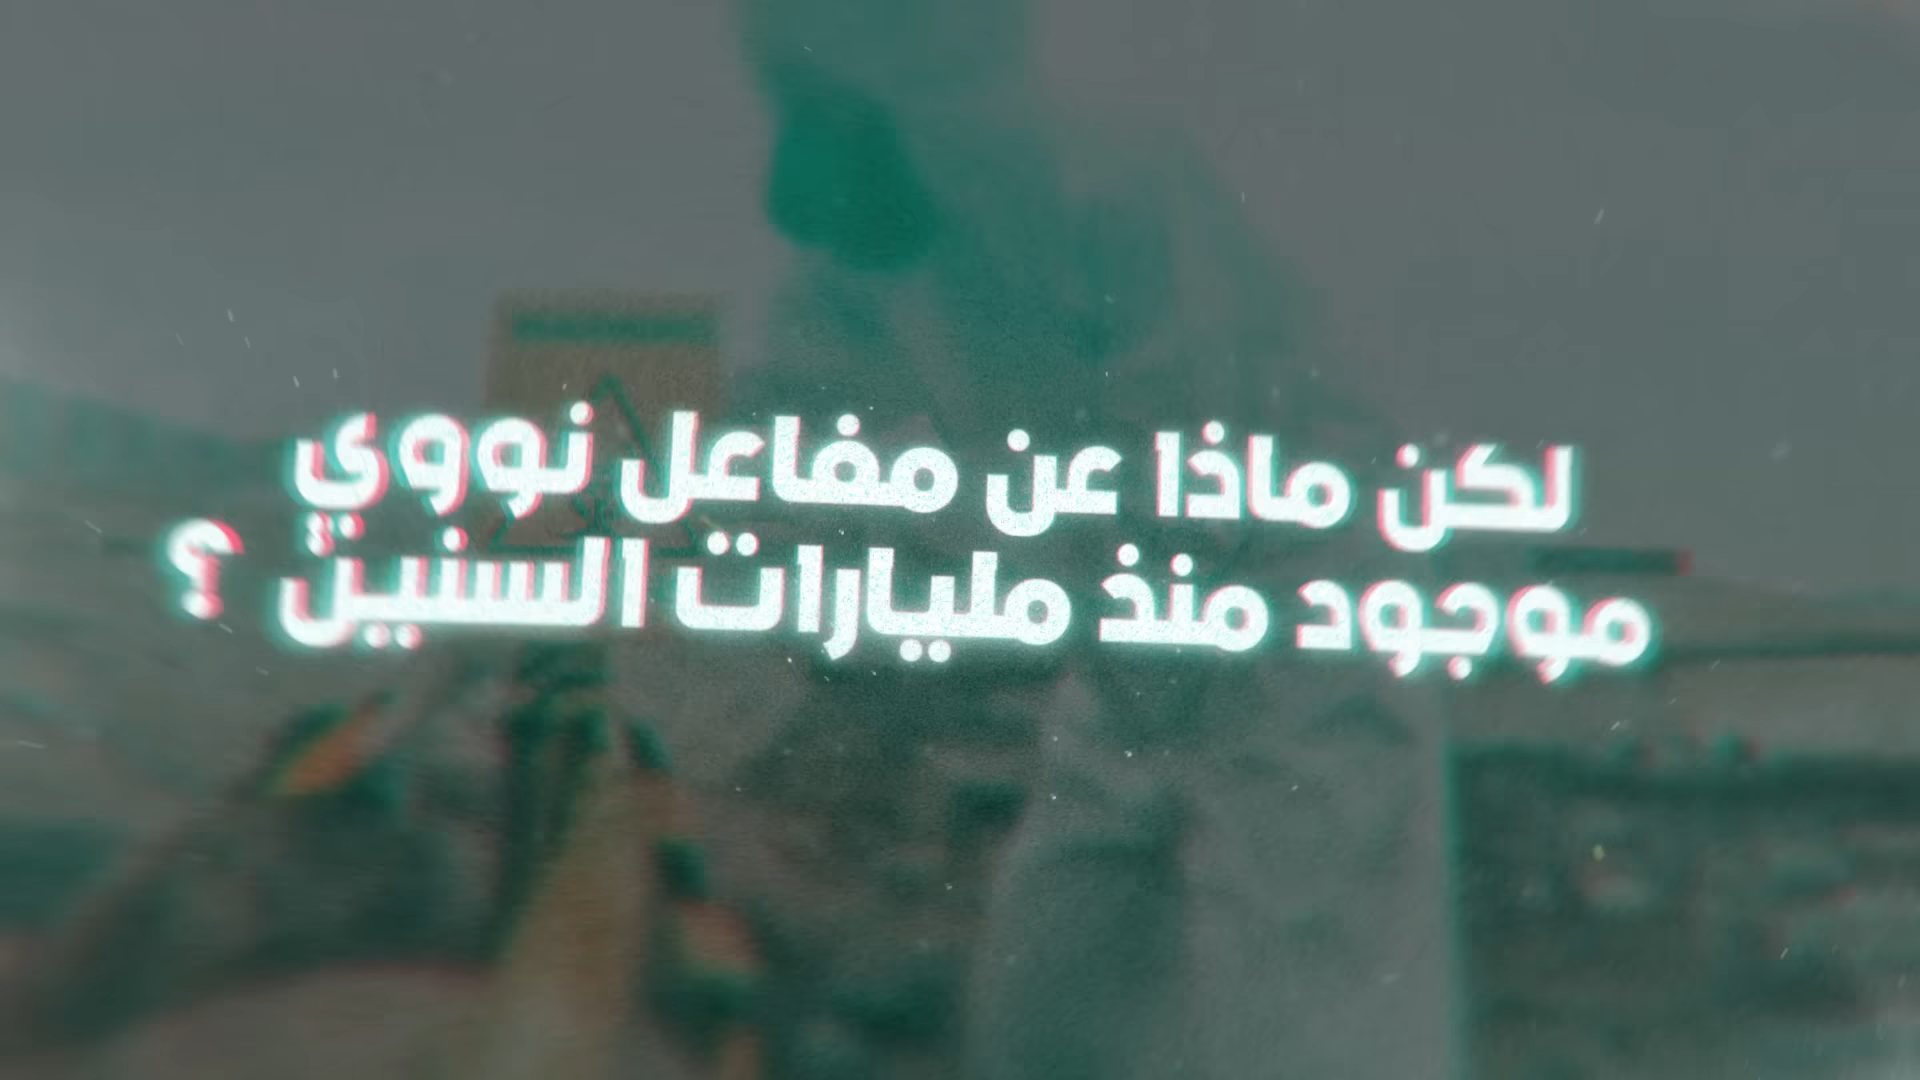 لكن ماذا عن مفاعل نووي
موجود منذ مليارات السنين ؟